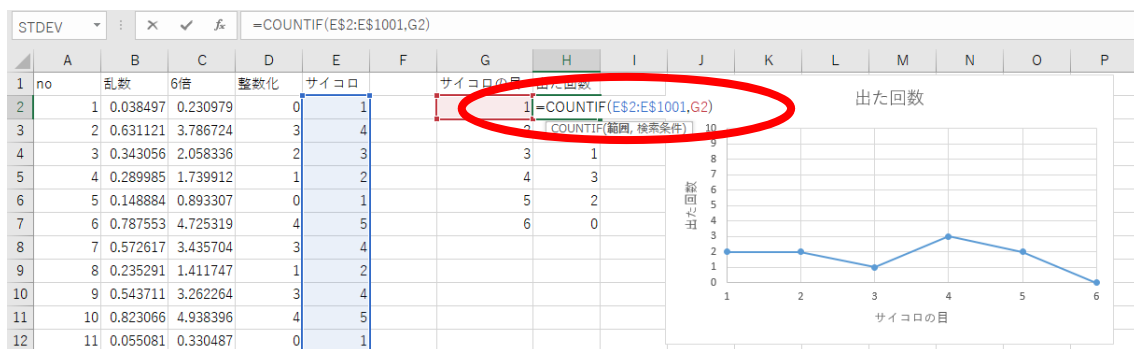 STDEV =COUNTIF(E$2:E$1001,G2)
A B C D E F G H I J K L M N O P
1 no 乱数 6倍 整数化 サイコロ サイコロの目 出た回数
2 1 0.038497 0.230979 0 1 1 =COUNTIF(E$2:E$1001,G2)
3 2 0.631121 3.786724 3 4 2 COUNTIF(範囲, 検索条件)
4 3 0.343056 2.058336 2 3 3 1
5 4 0.289985 1.739912 1 2 4 3
6 5 0.148884 0.893307 0 1 5 2
7 6 0.787553 4.725319 4 5 6 0
8 7 0.572617 3.435704 3 4
9 8 0.235291 1.411747 1 2
10 9 0.543711 3.262264 3 4
11 10 0.823066 4.938396 4 5
12 11 0.055081 0.330487 0 1
出た回数
10
9
8
7
6
5
4
3
2
1
0
出た回数
1 2 3 4 5 6
サイコロの目